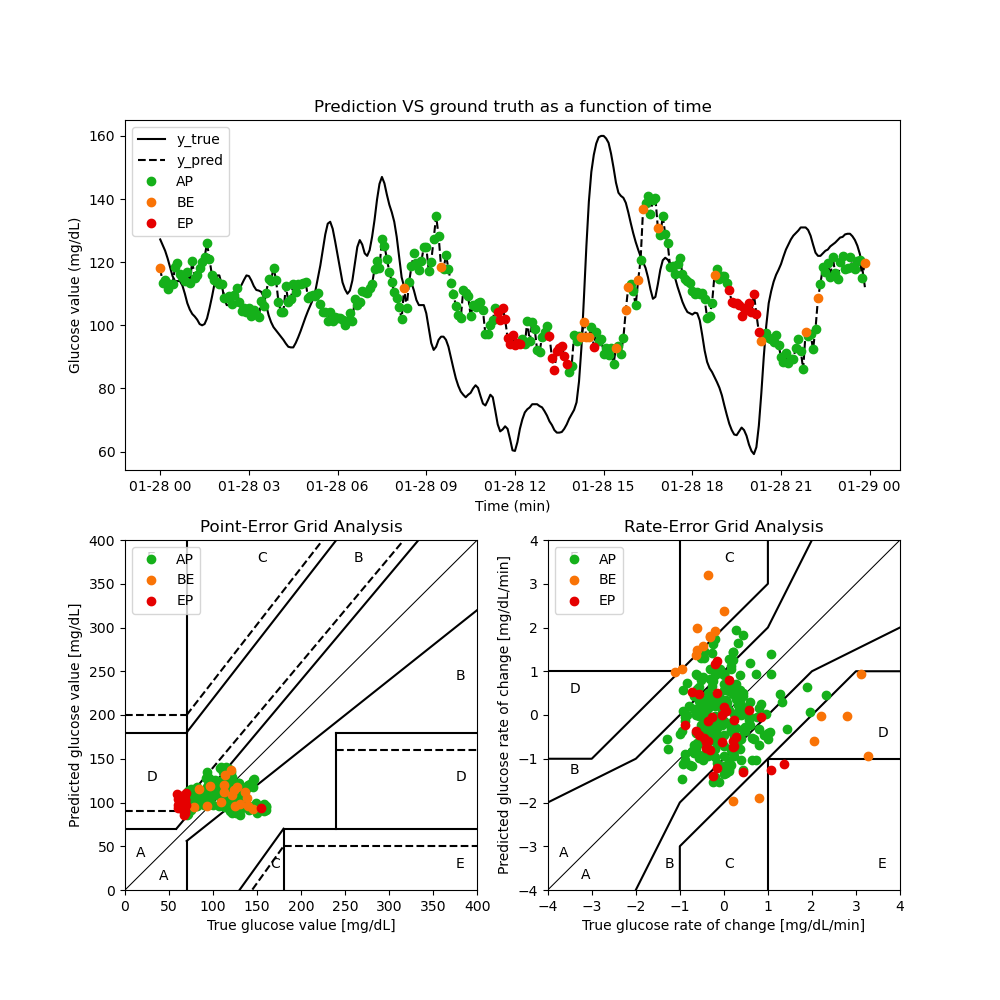 Prediction VS ground truth as a function of time
Glucose value (mg/dL)
160
140
120
100
80
60
y_true
y_pred
AP
BE
EP
01-28 00 01-28 03 01-28 06 01-28 09 01-28 12 01-28 15 01-28 18 01-28 21 01-29 00
Time (min)
Point-Error Grid Analysis
Predicted glucose value [mg/dL]
400
350
300
250
200
150
100
50
0
AP
BE
EP
C
B
B
D
D
A
A
C
E
0 50 100 150 200 250 300 350 400
True glucose value [mg/dL]
Rate-Error Grid Analysis
Predicted glucose rate of change [mg/dL/min]
4
3
2
1
0
−1
−2
−3
−4
AP
BE
EP
C
D
D
B
A
A
B
C
E
−4 −3 −2 −1 0 1 2 3 4
True glucose rate of change [mg/dL/min]